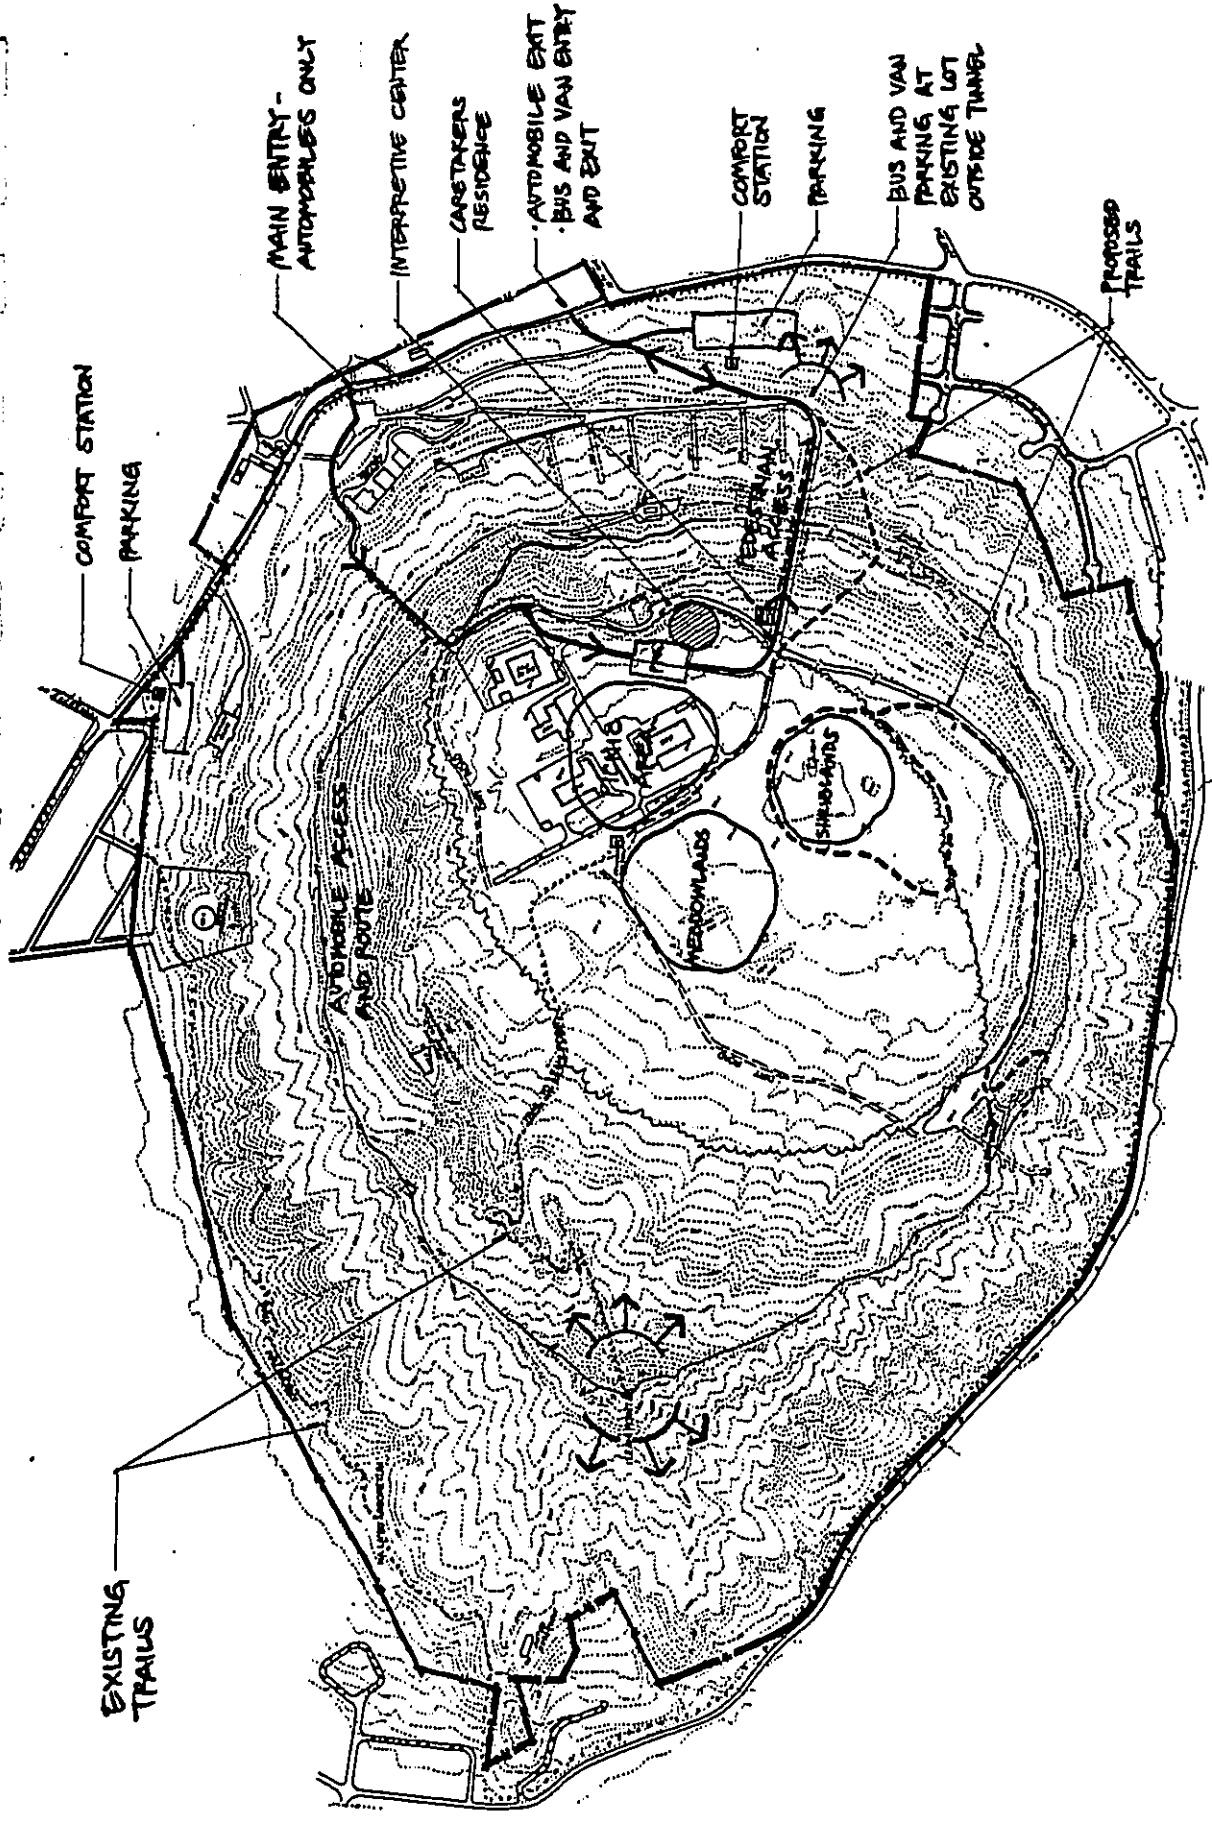 COMFORT STATION
PARKING
MAIN ENTRY -
AUTOMOBILES ONLY
INTERPRETIVE CENTER
CARETAKERS
RESIDENCE
· AUTOMOBILE EXIT
· BUS AND VAN ENTRY
AND EXIT
COMFORT
STATION
PARKING
BUS AND VAN
PARKING AT
EXISTING LOT
OUTSIDE TUNNEL
PROPOSED
TRAILS
EXISTING
TRAILS
AUTOMOBILE ACCESS
AND ROUTE
PEDESTRIAN
ACCESS
PICNIC
AREA
MEADOWLANDS
SHRUBLANDS